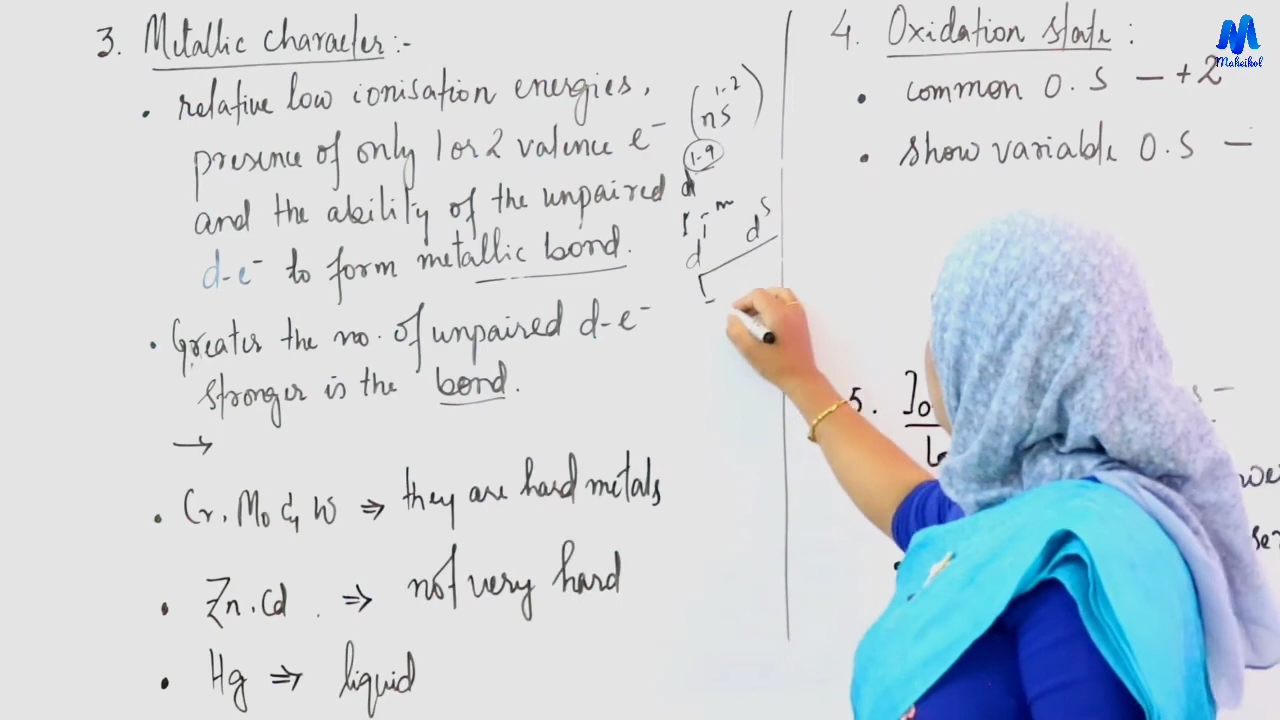 3. Metallic character:-
• relative low ionisation energies,
presence of only 1 or 2 valence e⁻
and the ability of the unpaired
d-e⁻ to form metallic bond.
• Greater the no. of unpaired d-e⁻
stronger is the bond.
→
• Cr, Mo & W ⇒ they are hard metals
• Zn. Cd . ⇒ not very hard
• Hg ⇒ liquid
(ns¹⁻²)
1-9
d
d¹ d⁵
4. Oxidation state:
• common O.S — +2
• show variable O.S —
5.
Makeikol